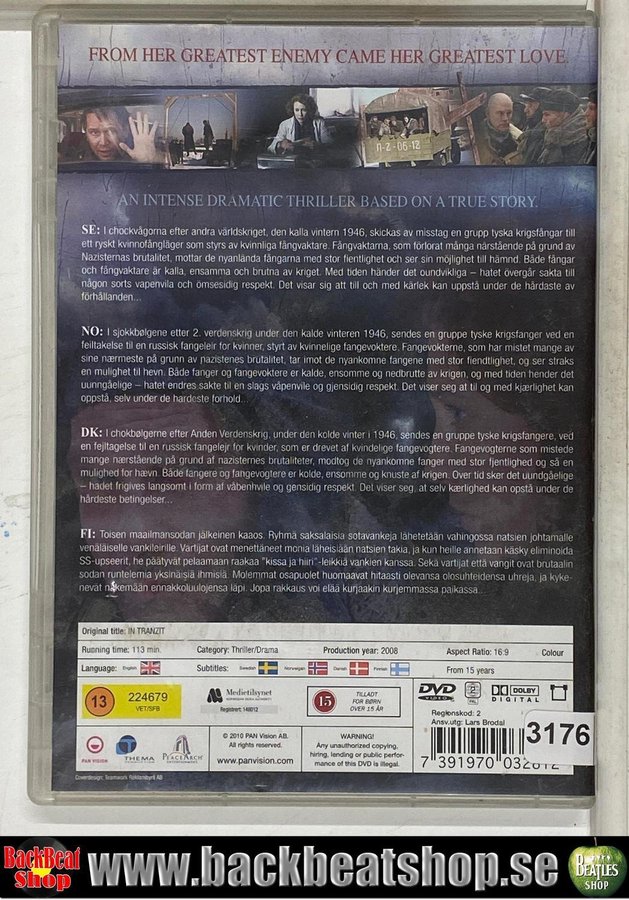 FROM HER GREATEST ENEMY CAME HER GREATEST LOVE.
П-2-06-12
AN INTENSE DRAMATIC THRILLER BASED ON A TRUE STORY.
SE: I chockvågorna efter andra världskriget, den kalla vintern 1946, skickas av misstag en grupp tyska krigsfångar till
ett ryskt kvinnofångläger som styrs av kvinnliga fångvaktare. Fångvaktarna, som förlorat många närstående på grund av
Nazisternas brutalitet, mottar de nyanlända fångarna med stor fientlighet och ser sin möjlighet till hämnd. Både fångar
och fångvaktare är kalla, ensamma och brutna av kriget. Med tiden händer det oundvikliga – hatet övergår sakta till
någon sorts vapenvila och ömsesidig respekt. Det visar sig att till och med kärlek kan uppstå under de hårdaste av
förhållanden...
NO: I sjokkbølgene etter 2. verdenskrig under den kalde vinteren 1946, sendes en gruppe tyske krigsfanger ved en
feiltakelse til en russisk fangeleir for kvinner, styrt av kvinnelige fangevoktere. Fangevokterne, som har mistet mange av
sine nærmeste på grunn av nazistenes brutalitet, tar imot de nyankomne fangene med stor fiendtlighet, og ser straks
en mulighet til hevn. Både fanger og fangevoktere er kalde, ensomme og nedbrutte av krigen, og med tiden hender det
uunngåelige – hatet endres sakte til en slags våpenvile og gjensidig respekt. Det viser seg at til og med kjærlighet kan
oppstå, selv under de hardeste forhold...
DK: I chokbølgerne efter Anden Verdenskrig, under den kolde vinter i 1946, sendes en gruppe tyske krigsfangere, ved
en fejltagelse til en russisk fangelejr for kvinder, som er drevet af kvindelige fangevogtere. Fangevogterne som mistede
mange nærstående på grund af nazisternes brutaliteter, modtog de nyankomne fanger med stor fjentlighed og så en
mulighed for hævn. Både fangere og fangevogtere er kolde, ensomme og knuste af krigen. Over tid sker det uundgåelige
– hadet frigives langsomt i form af våbenhvile og gensidig respekt. Det viser seg, at selv kærlighed kan opstå under de
hårdeste betingelser...
FI: Toisen maailmansodan jälkeinen kaaos. Ryhmä saksalaisia sotavankeja lähetetään vahingossa natsien johtamalle
venäläiselle vankileirille. Vartijat ovat menettäneet monia läheisiään natsien takia, ja kun heille annetaan käsky eliminoida
SS-upseerit, he päätyvät pelaamaan raakaa "kissa ja hiiri"-leikkiä vankien kanssa. Sekä vartijat että vangit ovat brutaalin
sodan runtelemia yksinäisiä ihmisiä. Molemmat osapuolet huomaavat hitaasti olevansa olosuhteidensa uhreja, ja kyke-
nevat näkemään ennakkoluulojensa läpi. Jopa rakkaus voi elää kurjaakin kurjemmassa paikassa...
Original title: IN TRANZIT
Running time: 113 min. Category: Thriller/Drama Production year: 2008 Aspect Ratio: 16:9 Colour
Language: English Subtitles: Swedish Norwegian Danish Finnish From 15 years
13 224679 VET/SFB
Medietilsynet
Registrert: 148012
15 TILLADT FOR BØRN OVER 15 ÅR
DVD VIDEO 2 PAL DOLBY DIGITAL
Regionskod: 2
Ansv.utg: Lars Brodal
3176
PAN VISION THEMA PEACEARCH ENTERTAINMENT
© 2010 PAN Vision AB.
All rights reserved.
www.panvision.com
WARNING!
Any unauthorized copying,
hiring, lending or public perfor-
mance of this DVD is illegal.
7 391970 032612
Coverdesign: Teamwork Reklambyrå AB
BackBeat Shop www.backbeatshop.se BEATLES SHOP